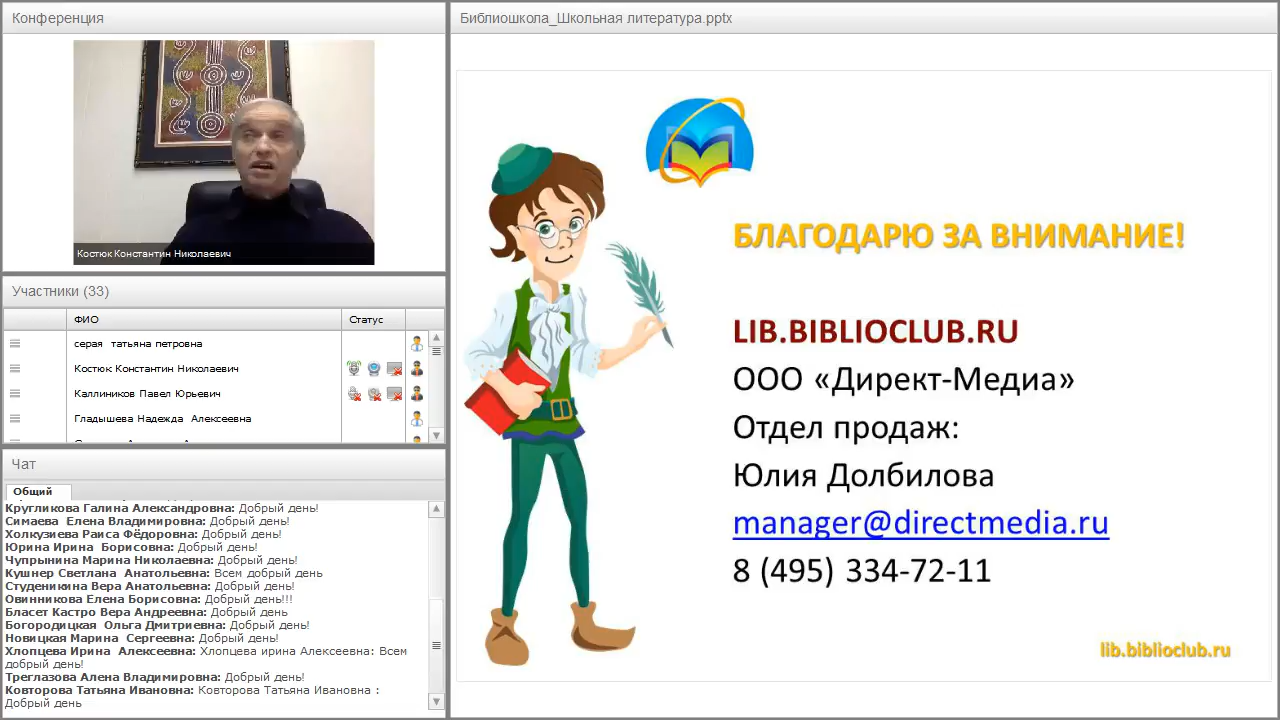 Конференция
Костюк Константин Николаевич
Участники (33)
ФИО
Статус
серая татьяна петровна
Костюк Константин Николаевич
Каллиников Павел Юрьевич
Гладышева Надежда Алексеевна
Чат
Общий
Кругликова Галина Александровна: Добрый день!
Симаева Елена Владимировна: Добрый день!
Холкузиева Раиса Фёдоровна: Добрый день!
Юрина Ирина Борисовна: Добрый день!
Чупрынина Марина Николаевна: Добрый день!
Кушнер Светлана Анатольевна: Всем добрый день
Студеникина Вера Анатольевна: Добрый день!
Овинникова Елена Борисовна: Добрый день!!!
Бласет Кастро Вера Андреевна: Добрый день
Богородицкая Ольга Дмитриевна: Добрый день!
Новицкая Марина Сергеевна: Добрый день!
Хлопцева Ирина Алексеевна: Хлопцева ирина Алексеевна: Всем
добрый день!
Треглазова Алена Владимировна: Добрый день!
Ковторова Татьяна Ивановна: Ковторова Татьяна Ивановна :
Добрый день
Библиошкола_Школьная литература.pptx
БЛАГОДАРЮ ЗА ВНИМАНИЕ!
LIB.BIBLIOCLUB.RU
ООО «Директ-Медиа»
Отдел продаж:
Юлия Долбилова
manager@directmedia.ru
8 (495) 334-72-11
lib.biblioclub.ru